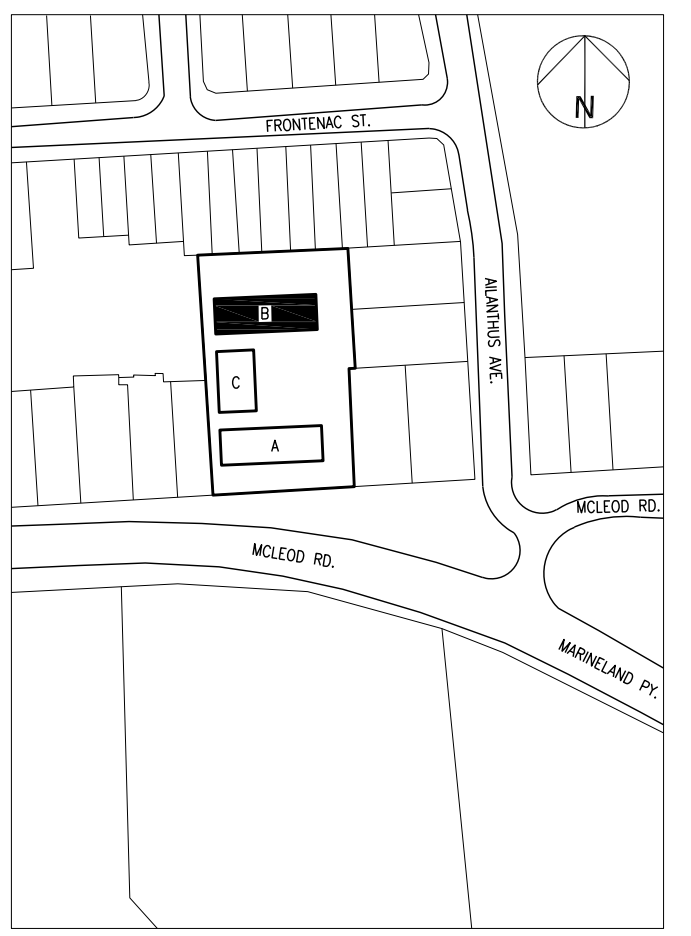 N
FRONTENAC ST.
AILANTHUS AVE.
B
C
A
MCLEOD RD.
MCLEOD RD.
MARINELAND PY.